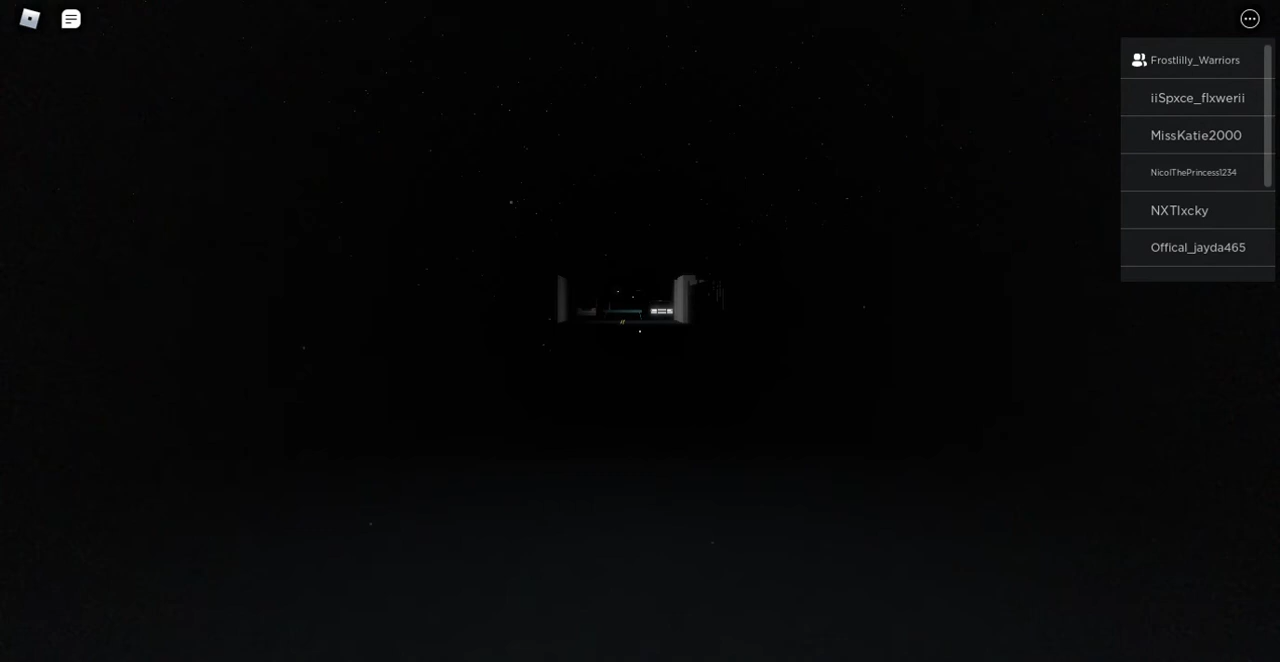 Frostlilly_Warriors
iiSpxce_flxwerii
MissKatie2000
NicolThePrincess1234
NXTlxcky
Offical_jayda465